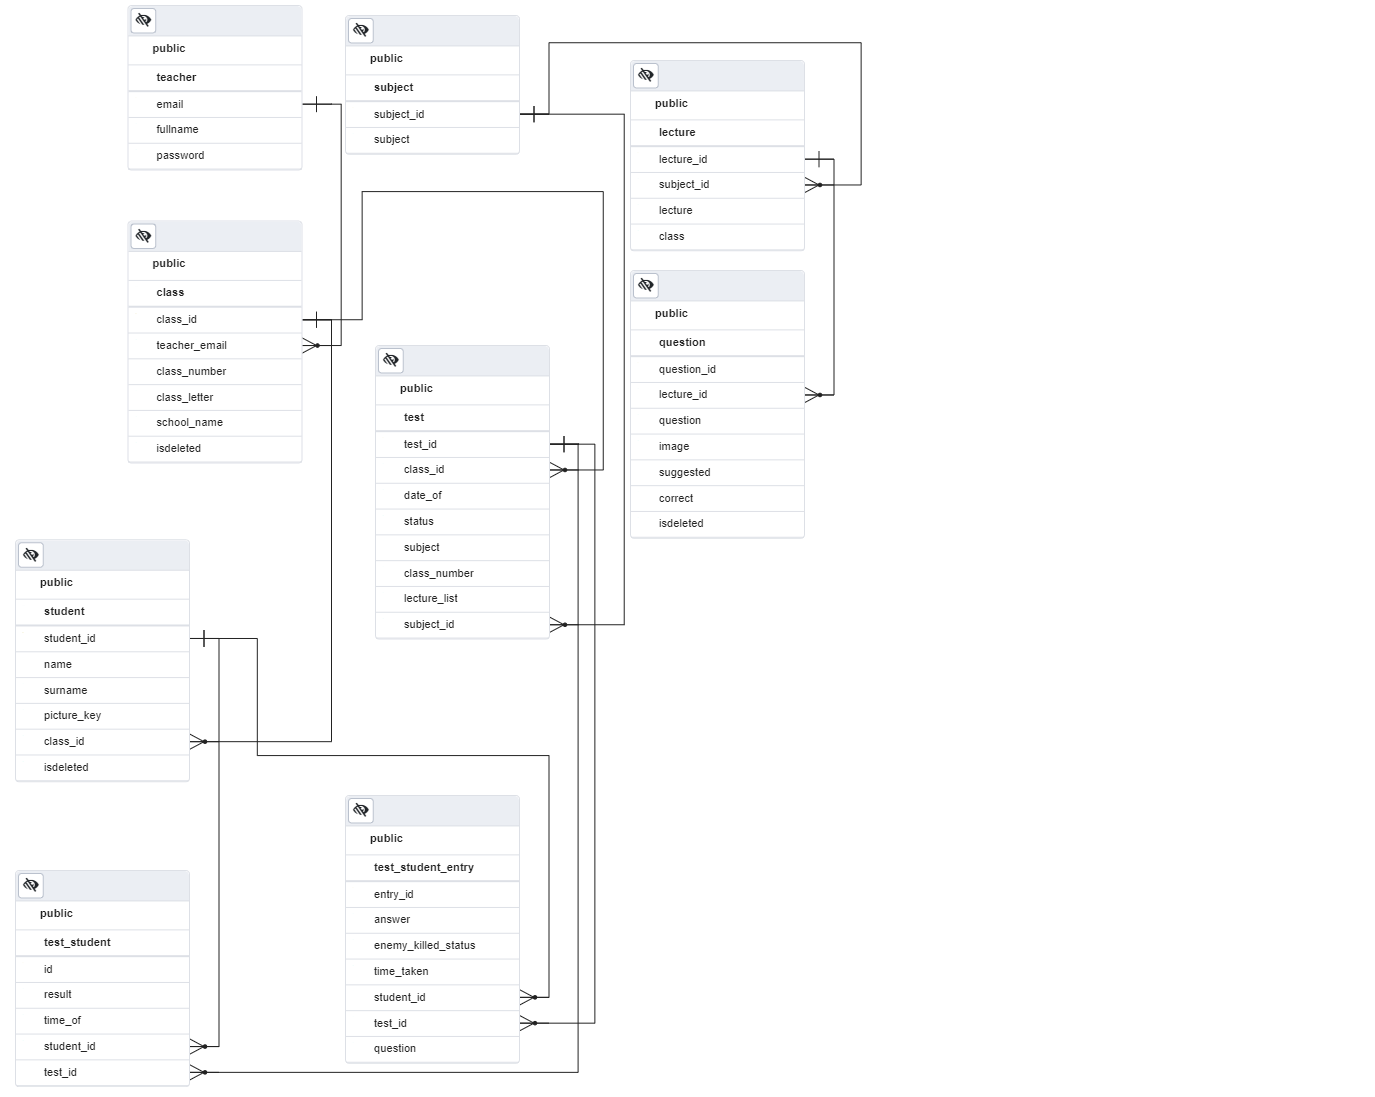 public
teacher
email
fullname
password
public
subject
subject_id
subject
public
lecture
lecture_id
subject_id
lecture
class
public
class
class_id
teacher_email
class_number
class_letter
school_name
isdeleted
public
question
question_id
lecture_id
question
image
suggested
correct
isdeleted
public
test
test_id
class_id
date_of
status
subject
class_number
lecture_list
subject_id
public
student
student_id
name
surname
picture_key
class_id
isdeleted
public
test_student_entry
entry_id
answer
enemy_killed_status
time_taken
student_id
test_id
question
public
test_student
id
result
time_of
student_id
test_id